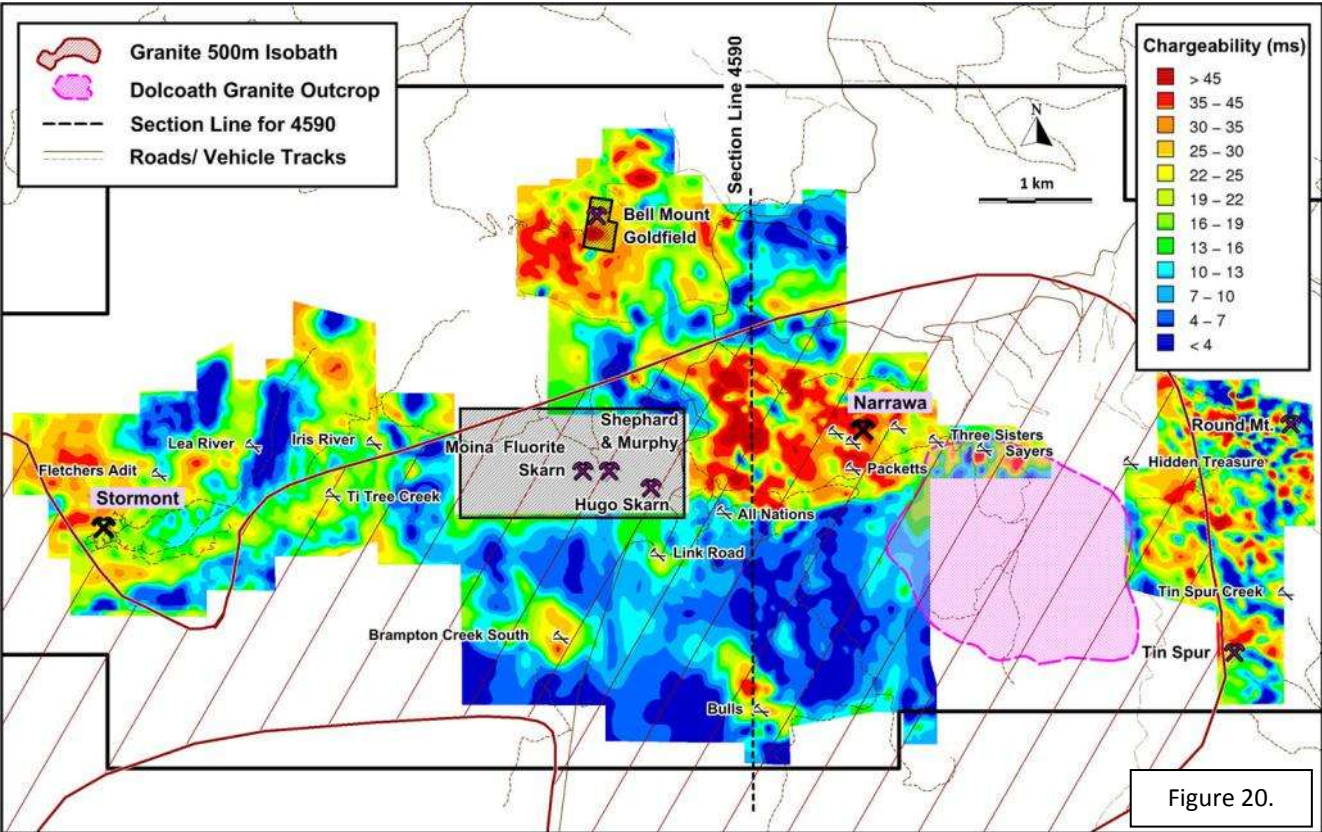 Granite 500m Isobath
Dolcoath Granite Outcrop
Section Line for 4590
Roads/ Vehicle Tracks
Section Line 4590
N
1 km
Chargeability (ms)
> 45
35 – 45
30 – 35
25 – 30
22 – 25
19 – 22
16 – 19
13 – 16
10 – 13
7 – 10
4 – 7
< 4
Bell Mount
Goldfield
Narrawa
Shephard
& Murphy
Moina Fluorite
Skarn
Hugo Skarn
Lea River
Iris River
Fletchers Adit
Stormont
Ti Tree Creek
Three Sisters
Sayers
Packetts
All Nations
Link Road
Round Mt.
Hidden Treasure
Tin Spur Creek
Tin Spur
Brampton Creek South
Bulls
Figure 20.